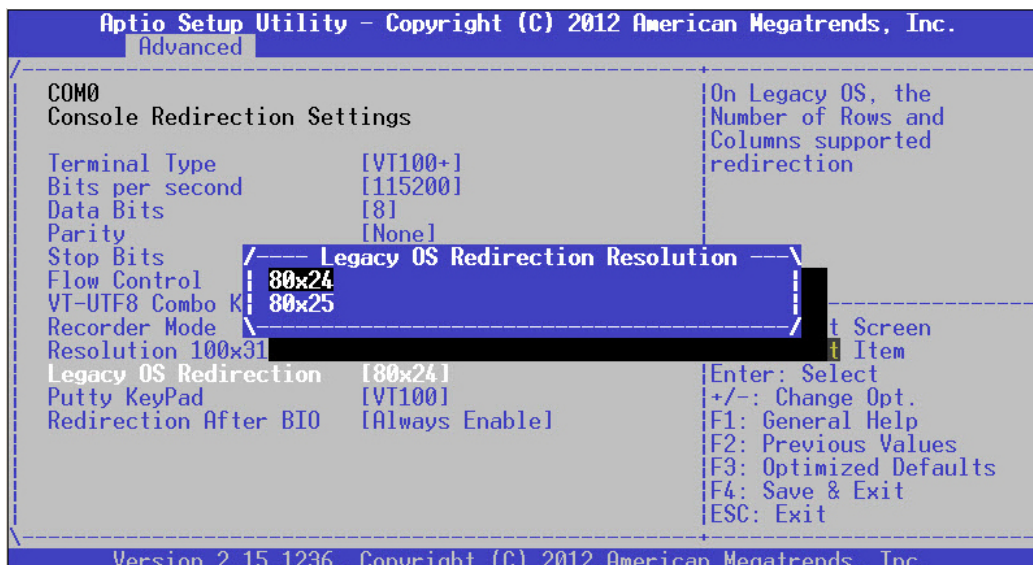 Aptio Setup Utility - Copyright (C) 2012 American Megatrends, Inc.
Advanced
COM0
Console Redirection Settings
Terminal Type [VT100+]
Bits per second [115200]
Data Bits [8]
Parity [None]
Stop Bits
Flow Control
VT-UTF8 Combo K
Recorder Mode
Resolution 100x31
Legacy OS Redirection [80x24]
Putty KeyPad [VT100]
Redirection After BIO [Always Enable]
Legacy OS Redirection Resolution
80x24
80x25
On Legacy OS, the
Number of Rows and
Columns supported
redirection
t Screen
t Item
Enter: Select
+/-: Change Opt.
F1: General Help
F2: Previous Values
F3: Optimized Defaults
F4: Save & Exit
ESC: Exit
Version 2.15.1236. Copyright (C) 2012 American Megatrends, Inc.